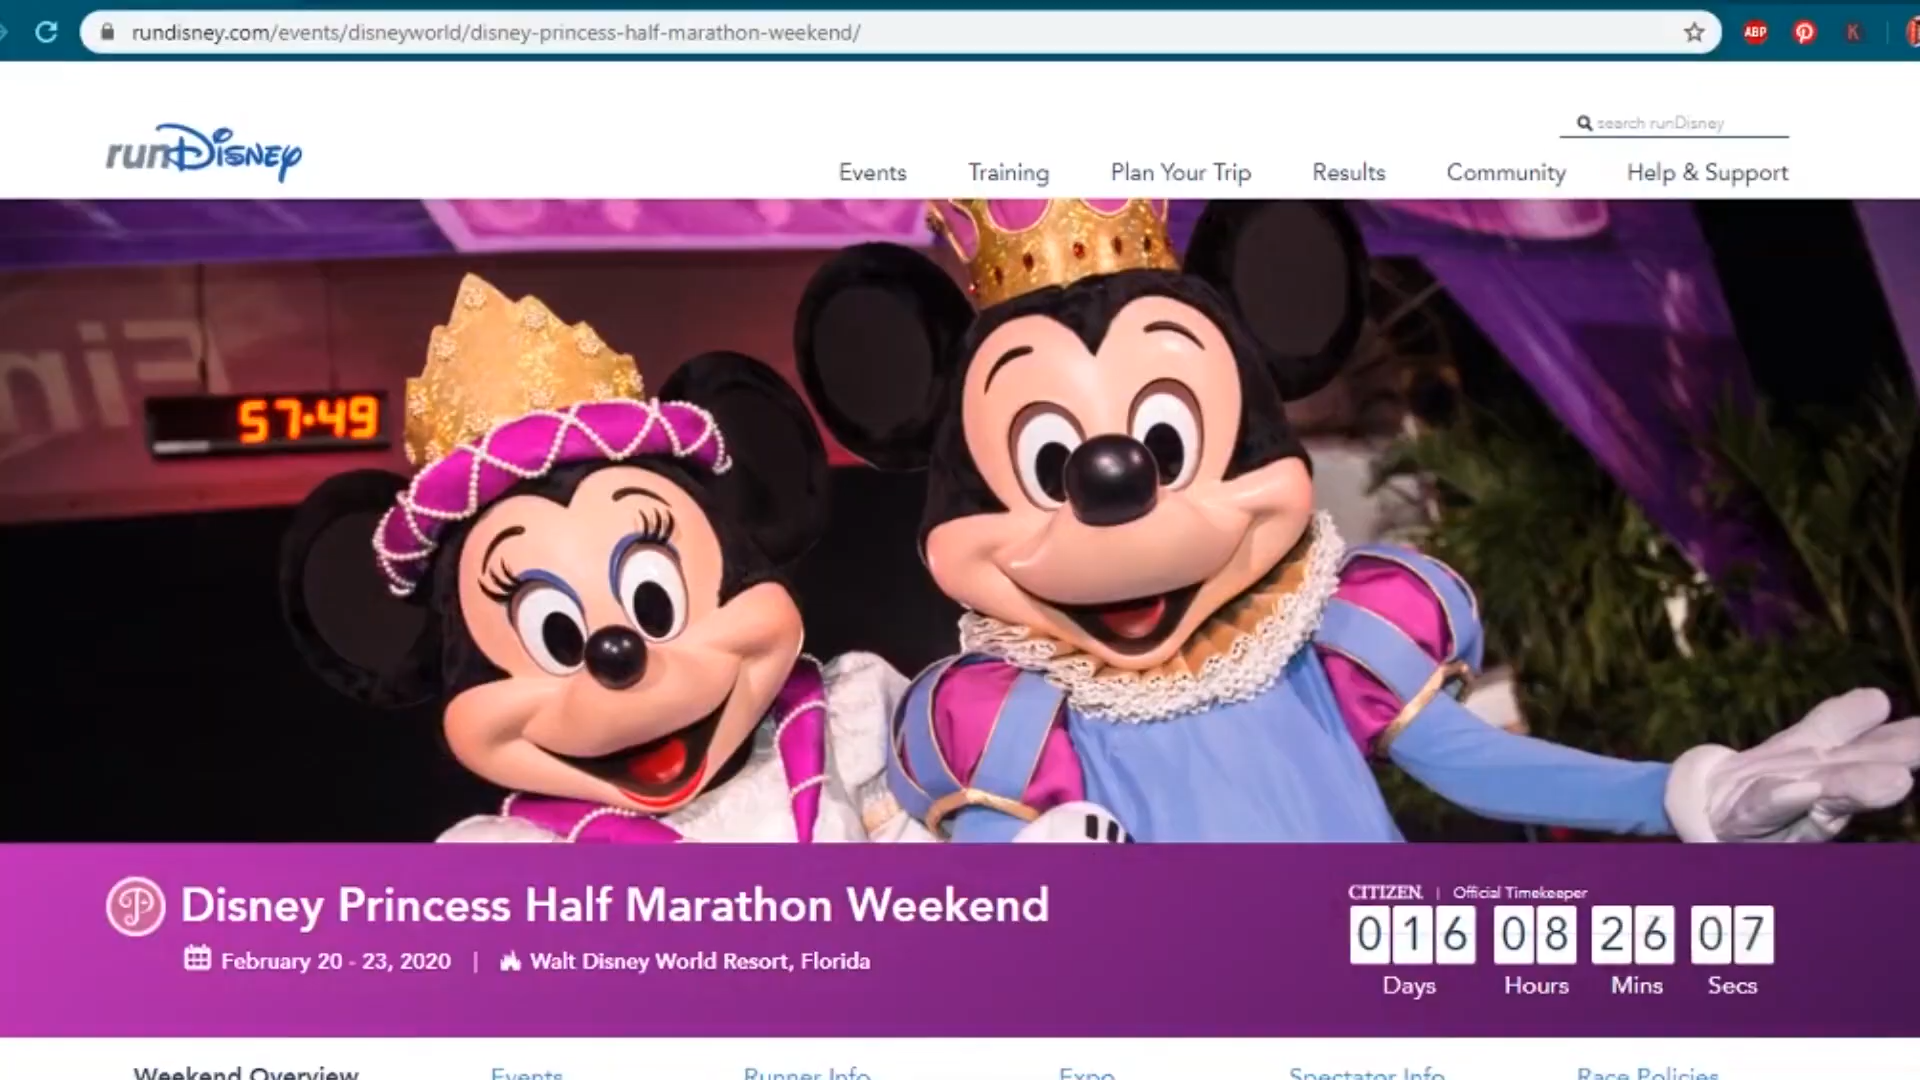 rundisney.com/events/disneyworld/disney-princess-half-marathon-weekend/
ABP
K
search runDisney
runDisney
Events
Training
Plan Your Trip
Results
Community
Help & Support
57:49
Disney Princess Half Marathon Weekend
February 20 - 23, 2020 | Walt Disney World Resort, Florida
CITIZEN | Official Timekeeper
016 08 26 07
Days Hours Mins Secs
Weekend Overview
Events
Runner Info
Expo
Spectator Info
Race Policies